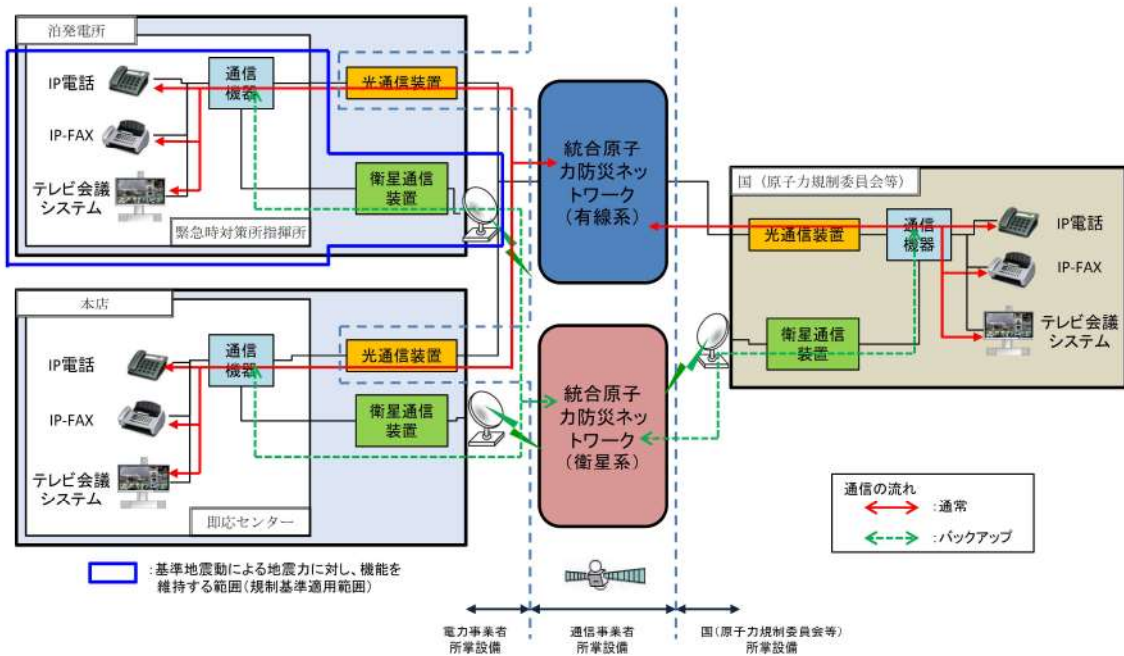 泊発電所
IP電話
IP-FAX
テレビ会議
システム
通信
機器
光通信装置
衛星通信
装置
緊急時対策所指揮所
本店
IP電話
IP-FAX
テレビ会議
システム
通信
機器
光通信装置
衛星通信
装置
即応センター
統合原子
力防災ネッ
トワーク
(有線系)
統合原子
力防災ネッ
トワーク
(衛星系)
国(原子力規制委員会等)
光通信装置
通信
機器
衛星通信
装置
IP電話
IP-FAX
テレビ会議
システム
通信の流れ
:通常
:バックアップ
:基準地震動による地震力に対し、機能を
維持する範囲(規制基準適用範囲)
電力事業者
所掌設備
通信事業者
所掌設備
国(原子力規制委員会等)
所掌設備